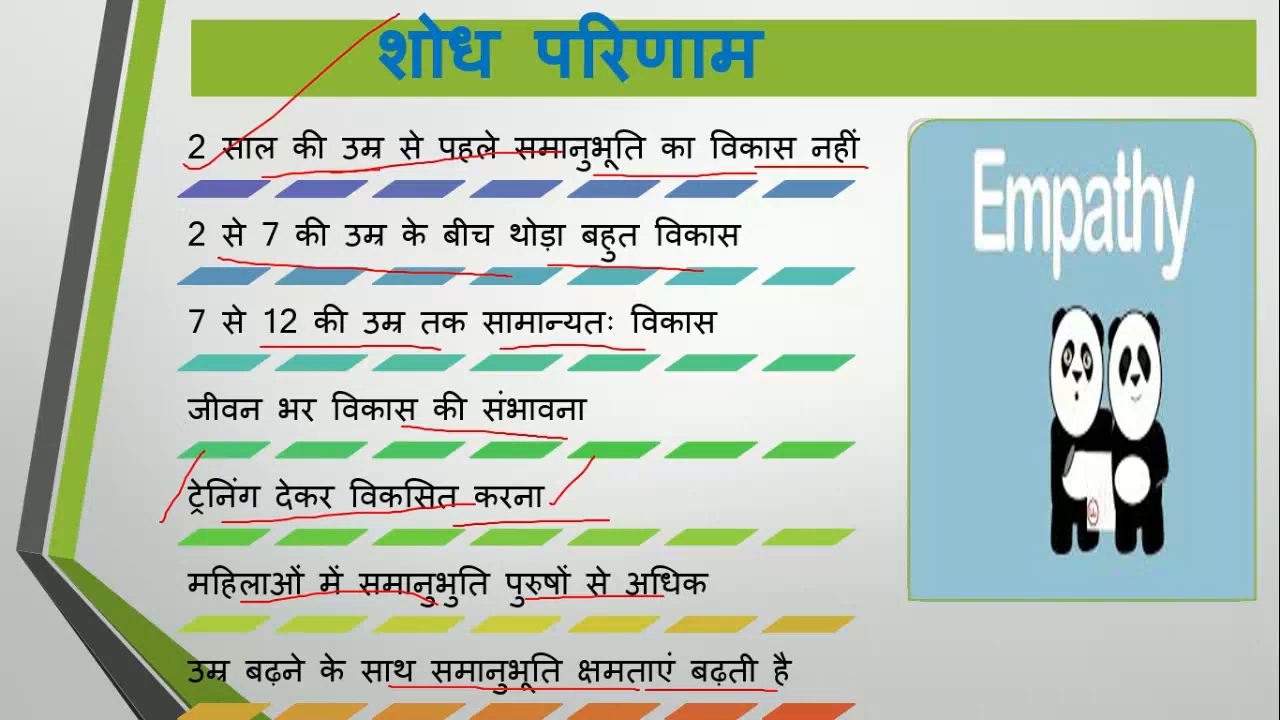 शोध परिणाम
2 साल की उम्र से पहले समानुभूति का विकास नहीं
2 से 7 की उम्र के बीच थोड़ा बहुत विकास
7 से 12 की उम्र तक सामान्यतः विकास
जीवन भर विकास की संभावना
ट्रेनिंग देकर विकसित करना
महिलाओं में समानुभुति पुरुषों से अधिक
उम्र बढ़ने के साथ समानुभूति क्षमताएं बढ़ती है
Empathy